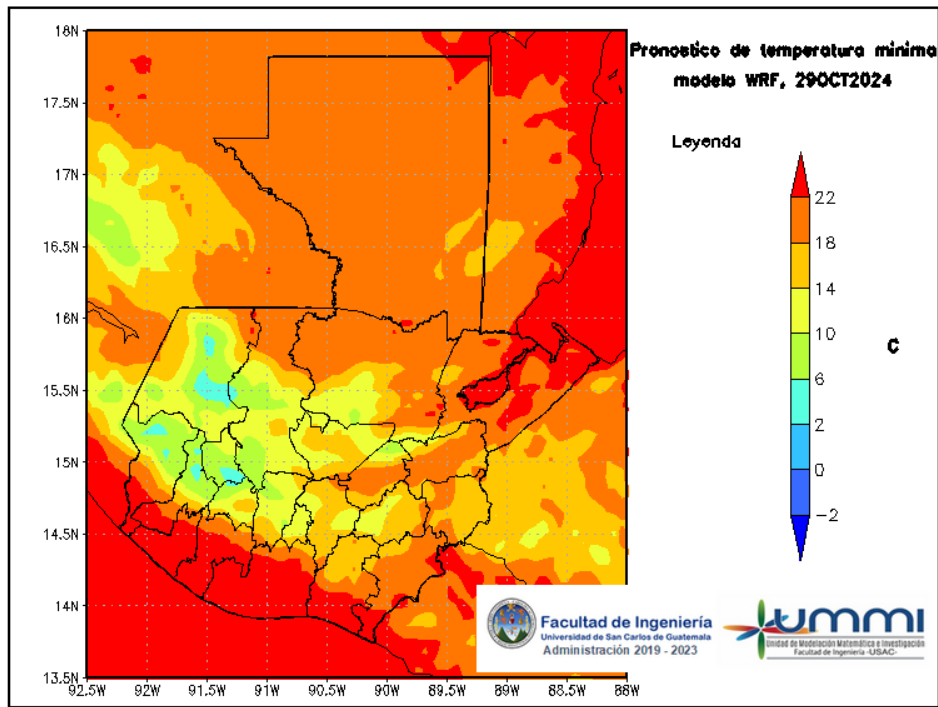 Pronostico de temperatura minima
modelo WRF, 29OCT2024
Leyenda
22
18
14
10
6
2
0
−2
C
18N
17.5N
17N
16.5N
16N
15.5N
15N
14.5N
14N
13.5N
92.5W 92W 91.5W 91W 90.5W 90W 89.5W 89W 88.5W 88W
Facultad de Ingeniería
Universidad de San Carlos de Guatemala
Administración 2019 - 2023
UMMI
Unidad de Modelación Matemática e Investigación
Facultad de Ingeniería -USAC-